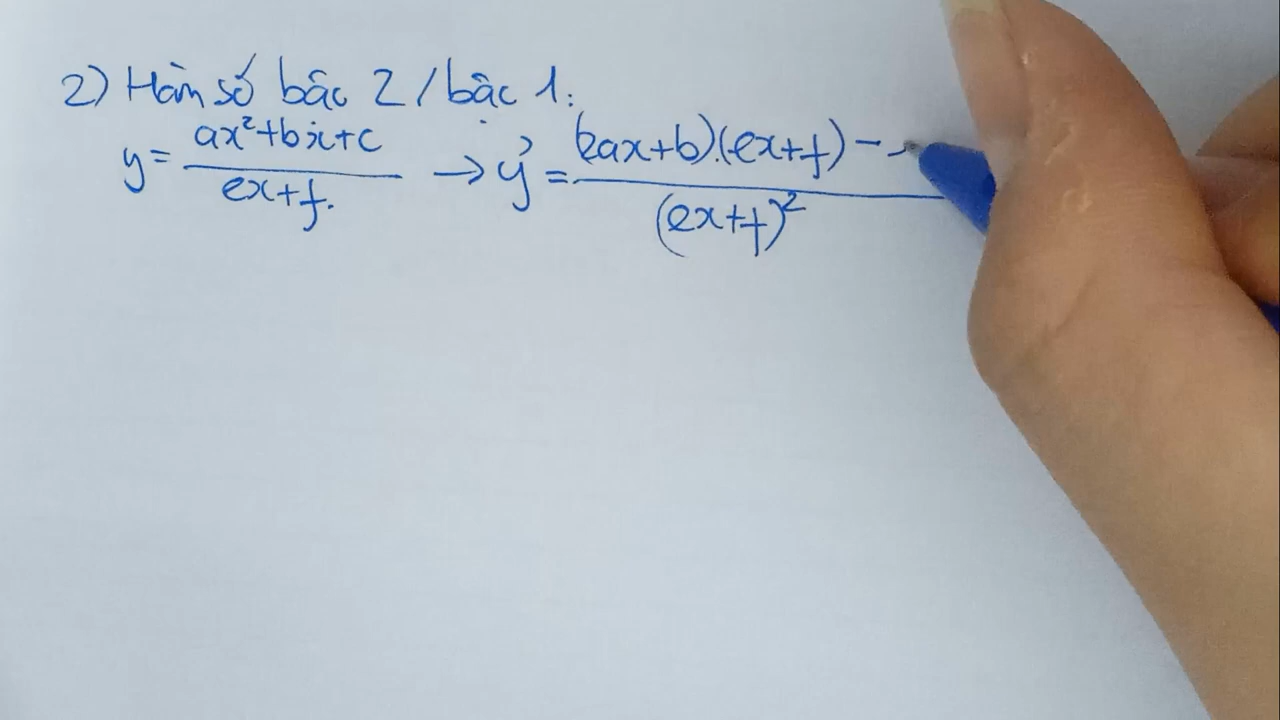 2) Hàm số bậc 2 / bậc 1:
y = (ax²+bx+c)/(ex+f). → y' = ((2ax+b).(ex+f) -)/(ex+f)²